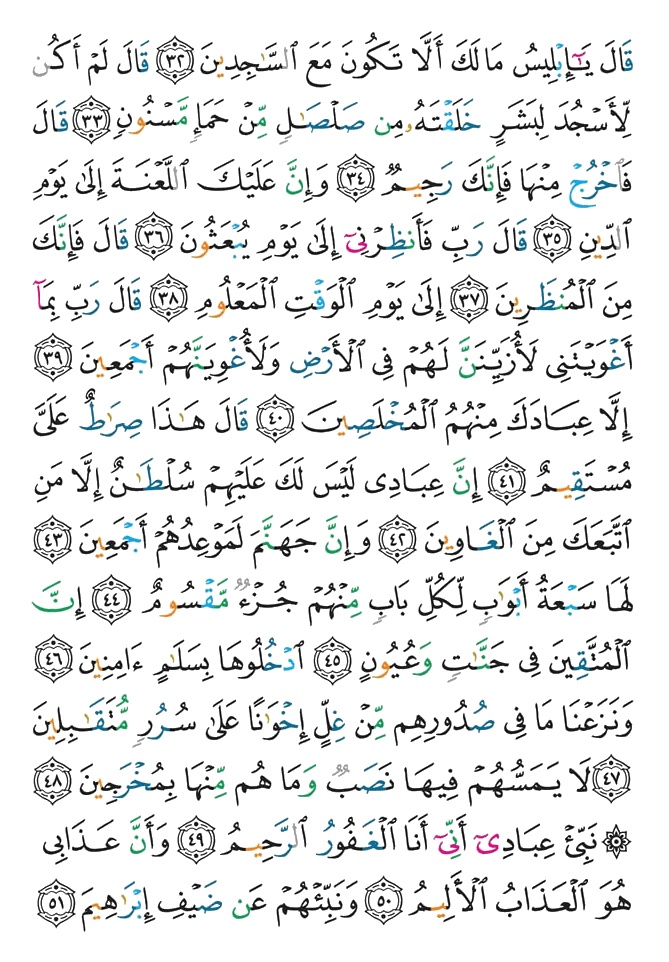 قَالَ يَـٰٓإِبْلِيسُ مَا لَكَ أَلَّا تَكُونَ مَعَ ٱلسَّـٰجِدِينَ ٣٢ قَالَ لَمْ أَكُن
لِّأَسْجُدَ لِبَشَرٍ خَلَقْتَهُۥ مِن صَلْصَـٰلٍ مِّنْ حَمَإٍ مَّسْنُونٍ ٣٣ قَالَ
فَٱخْرُجْ مِنْهَا فَإِنَّكَ رَجِيمٌ ٣٤ وَإِنَّ عَلَيْكَ ٱللَّعْنَةَ إِلَىٰ يَوْمِ
ٱلدِّينِ ٣٥ قَالَ رَبِّ فَأَنظِرْنِىٓ إِلَىٰ يَوْمِ يُبْعَثُونَ ٣٦ قَالَ فَإِنَّكَ
مِنَ ٱلْمُنظَرِينَ ٣٧ إِلَىٰ يَوْمِ ٱلْوَقْتِ ٱلْمَعْلُومِ ٣٨ قَالَ رَبِّ بِمَآ
أَغْوَيْتَنِى لَأُزَيِّنَنَّ لَهُمْ فِى ٱلْأَرْضِ وَلَأُغْوِيَنَّهُمْ أَجْمَعِينَ ٣٩
إِلَّا عِبَادَكَ مِنْهُمُ ٱلْمُخْلَصِينَ ٤٠ قَالَ هَـٰذَا صِرَٰطٌ عَلَىَّ
مُسْتَقِيمٌ ٤١ إِنَّ عِبَادِى لَيْسَ لَكَ عَلَيْهِمْ سُلْطَـٰنٌ إِلَّا مَنِ
ٱتَّبَعَكَ مِنَ ٱلْغَاوِينَ ٤٢ وَإِنَّ جَهَنَّمَ لَمَوْعِدُهُمْ أَجْمَعِينَ ٤٣
لَهَا سَبْعَةُ أَبْوَٰبٍ لِّكُلِّ بَابٍ مِّنْهُمْ جُزْءٌ مَّقْسُومٌ ٤٤ إِنَّ
ٱلْمُتَّقِينَ فِى جَنَّـٰتٍ وَعُيُونٍ ٤٥ ٱدْخُلُوهَا بِسَلَـٰمٍ ءَامِنِينَ ٤٦
وَنَزَعْنَا مَا فِى صُدُورِهِم مِّنْ غِلٍّ إِخْوَٰنًا عَلَىٰ سُرُرٍ مُّتَقَـٰبِلِينَ
٤٧ لَا يَمَسُّهُمْ فِيهَا نَصَبٌ وَمَا هُم مِّنْهَا بِمُخْرَجِينَ ٤٨
۞ نَبِّئْ عِبَادِىٓ أَنِّىٓ أَنَا ٱلْغَفُورُ ٱلرَّحِيمُ ٤٩ وَأَنَّ عَذَابِى
هُوَ ٱلْعَذَابُ ٱلْأَلِيمُ ٥٠ وَنَبِّئْهُمْ عَن ضَيْفِ إِبْرَٰهِيمَ ٥١